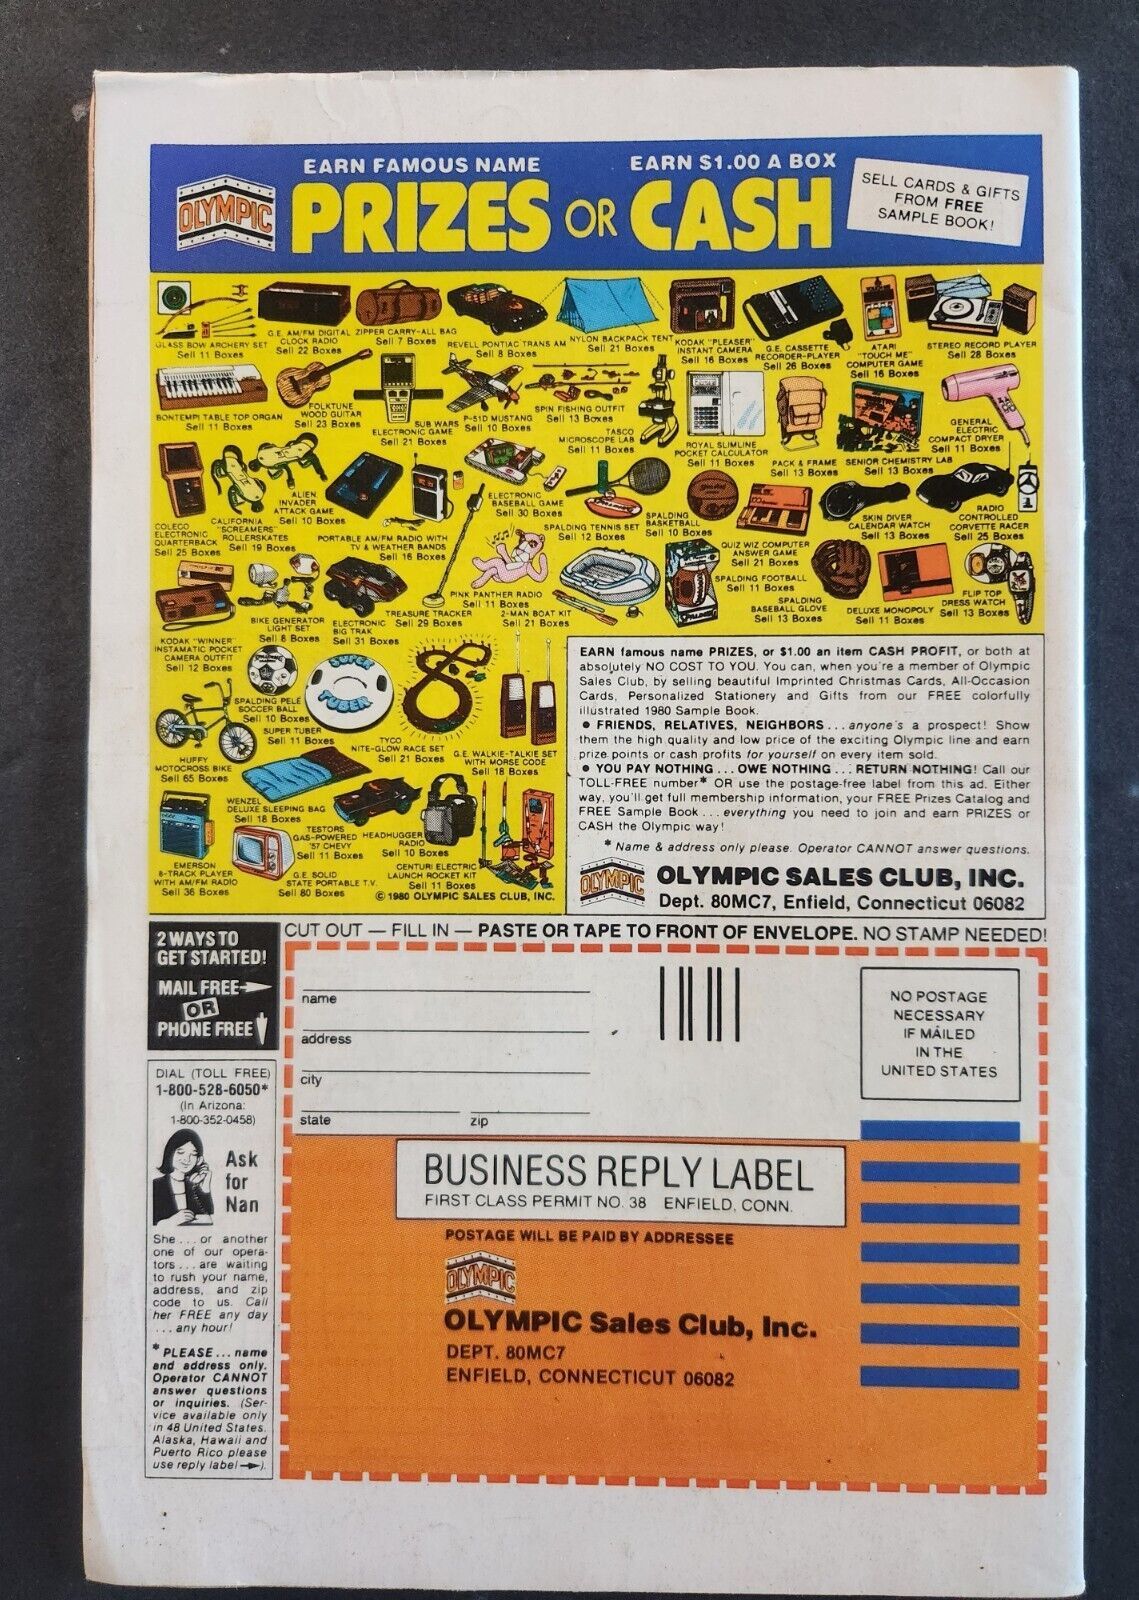 EARN FAMOUS NAME
PRIZES OR CASH
EARN $1.00 A BOX
OLYMPIC
SELL CARDS & GIFTS
FROM FREE
SAMPLE BOOK!
GLASS BOW ARCHERY SET
Sell 11 Boxes
G.E. AM/FM DIGITAL
CLOCK RADIO
Sell 22 Boxes
ZIPPER CARRY-ALL BAG
Sell 7 Boxes
REVELL PONTIAC TRANS AM
Sell 8 Boxes
NYLON BACKPACK TENT
Sell 21 Boxes
KODAK "PLEASER"
INSTANT CAMERA
Sell 16 Boxes
G.E. CASSETTE
RECORDER-PLAYER
Sell 26 Boxes
ATARI
"TOUCH ME"
COMPUTER GAME
Sell 16 Boxes
STEREO RECORD PLAYER
Sell 28 Boxes
BONTEMPI TABLE TOP ORGAN
Sell 11 Boxes
FOLKTUNE
WOOD GUITAR
Sell 23 Boxes
SUB WARS
ELECTRONIC GAME
Sell 21 Boxes
P-51D MUSTANG
Sell 10 Boxes
SPIN FISHING OUTFIT
Sell 13 Boxes
TASCO
MICROSCOPE LAB
Sell 11 Boxes
ROYAL SLIMLINE
POCKET CALCULATOR
Sell 11 Boxes
PACK & FRAME
Sell 13 Boxes
SENIOR CHEMISTRY LAB
Sell 13 Boxes
GENERAL
ELECTRIC
COMPACT DRYER
Sell 11 Boxes
COLECO
ELECTRONIC
QUARTERBACK
Sell 25 Boxes
CALIFORNIA
"SCREAMERS"
ROLLERSKATES
Sell 19 Boxes
ALIEN
INVADER
ATTACK GAME
Sell 10 Boxes
PORTABLE AM/FM RADIO WITH
TV & WEATHER BANDS
Sell 16 Boxes
ELECTRONIC
BASEBALL GAME
Sell 30 Boxes
SPALDING TENNIS SET
Sell 12 Boxes
SPALDING
BASKETBALL
Sell 10 Boxes
QUIZ WIZ COMPUTER
ANSWER GAME
Sell 21 Boxes
SKIN DIVER
CALENDAR WATCH
Sell 13 Boxes
RADIO
CONTROLLED
CORVETTE RACER
Sell 25 Boxes
KODAK "WINNER"
INSTAMATIC POCKET
CAMERA OUTFIT
Sell 12 Boxes
BIKE GENERATOR
LIGHT SET
Sell 8 Boxes
ELECTRONIC
BIG TRAK
Sell 31 Boxes
TREASURE TRACKER
Sell 29 Boxes
PINK PANTHER RADIO
Sell 11 Boxes
2-MAN BOAT KIT
Sell 21 Boxes
SPALDING FOOTBALL
Sell 11 Boxes
SPALDING
BASEBALL GLOVE
Sell 13 Boxes
DELUXE MONOPOLY
Sell 11 Boxes
FLIP TOP
DRESS WATCH
Sell 13 Boxes
SPALDING PELE
SOCCER BALL
Sell 10 Boxes
SUPER
TUBER
SUPER TUBER
Sell 11 Boxes
TYCO
NITE-GLOW RACE SET
Sell 21 Boxes
G.E. WALKIE-TALKIE SET
WITH MORSE CODE
Sell 18 Boxes
HUFFY
MOTOCROSS BIKE
Sell 65 Boxes
WENZEL
DELUXE SLEEPING BAG
Sell 18 Boxes
TESTORS
GAS-POWERED
'57 CHEVY
Sell 11 Boxes
HEADHUGGER
RADIO
Sell 10 Boxes
EMERSON
8-TRACK PLAYER
WITH AM/FM RADIO
Sell 36 Boxes
G.E. SOLID
STATE PORTABLE T.V.
Sell 80 Boxes
CENTURI ELECTRIC
LAUNCH ROCKET KIT
Sell 11 Boxes
© 1980 OLYMPIC SALES CLUB, INC.
EARN famous name PRIZES, or $1.00 an item CASH PROFIT, or both at
absolutely NO COST TO YOU. You can, when you're a member of Olympic
Sales Club, by selling beautiful Imprinted Christmas Cards, All-Occasion
Cards, Personalized Stationery and Gifts from our FREE colorfully
illustrated 1980 Sample Book.
● FRIENDS, RELATIVES, NEIGHBORS... anyone's a prospect! Show
them the high quality and low price of the exciting Olympic line and earn
prize points or cash profits for yourself on every item sold.
● YOU PAY NOTHING... OWE NOTHING... RETURN NOTHING! Call our
TOLL-FREE number* OR use the postage-free label from this ad. Either
way, you'll get full membership information, your FREE Prizes Catalog and
FREE Sample Book... everything you need to join and earn PRIZES or
CASH the Olympic way!
* Name & address only please. Operator CANNOT answer questions.
OLYMPIC
OLYMPIC SALES CLUB, INC.
Dept. 80MC7, Enfield, Connecticut 06082
2 WAYS TO
GET STARTED!
MAIL FREE
OR
PHONE FREE
CUT OUT — FILL IN — PASTE OR TAPE TO FRONT OF ENVELOPE. NO STAMP NEEDED!
name
address
city
state zip
NO POSTAGE
NECESSARY
IF MAILED
IN THE
UNITED STATES
DIAL (TOLL FREE)
1-800-528-6050*
(In Arizona:
1-800-352-0458)
Ask
for
Nan
She... or another
one of our opera-
tors... are waiting
to rush your name,
address, and zip
code to us. Call
her FREE any day
... any hour!
* PLEASE... name
and address only.
Operator CANNOT
answer questions
or inquiries. (Ser-
vice available only
in 48 United States.
Alaska, Hawaii and
Puerto Rico please
use reply label →).
BUSINESS REPLY LABEL
FIRST CLASS PERMIT NO. 38 ENFIELD, CONN.
POSTAGE WILL BE PAID BY ADDRESSEE
OLYMPIC
OLYMPIC Sales Club, Inc.
DEPT. 80MC7
ENFIELD, CONNECTICUT 06082